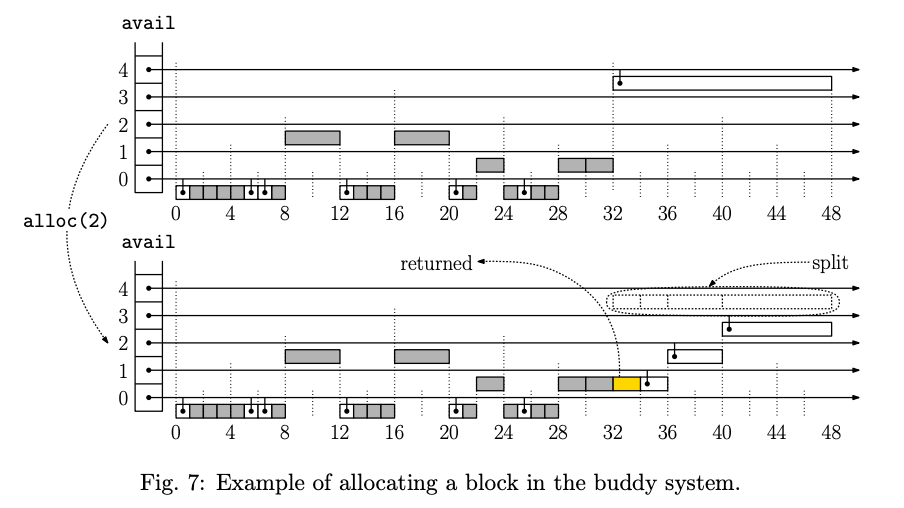 avail
4
3
2
1
0
0 4 8 12 16 20 24 28 32 36 40 44 48
alloc(2)
avail
returned split
4
3
2
1
0
0 4 8 12 16 20 24 28 32 36 40 44 48
Fig. 7: Example of allocating a block in the buddy system.